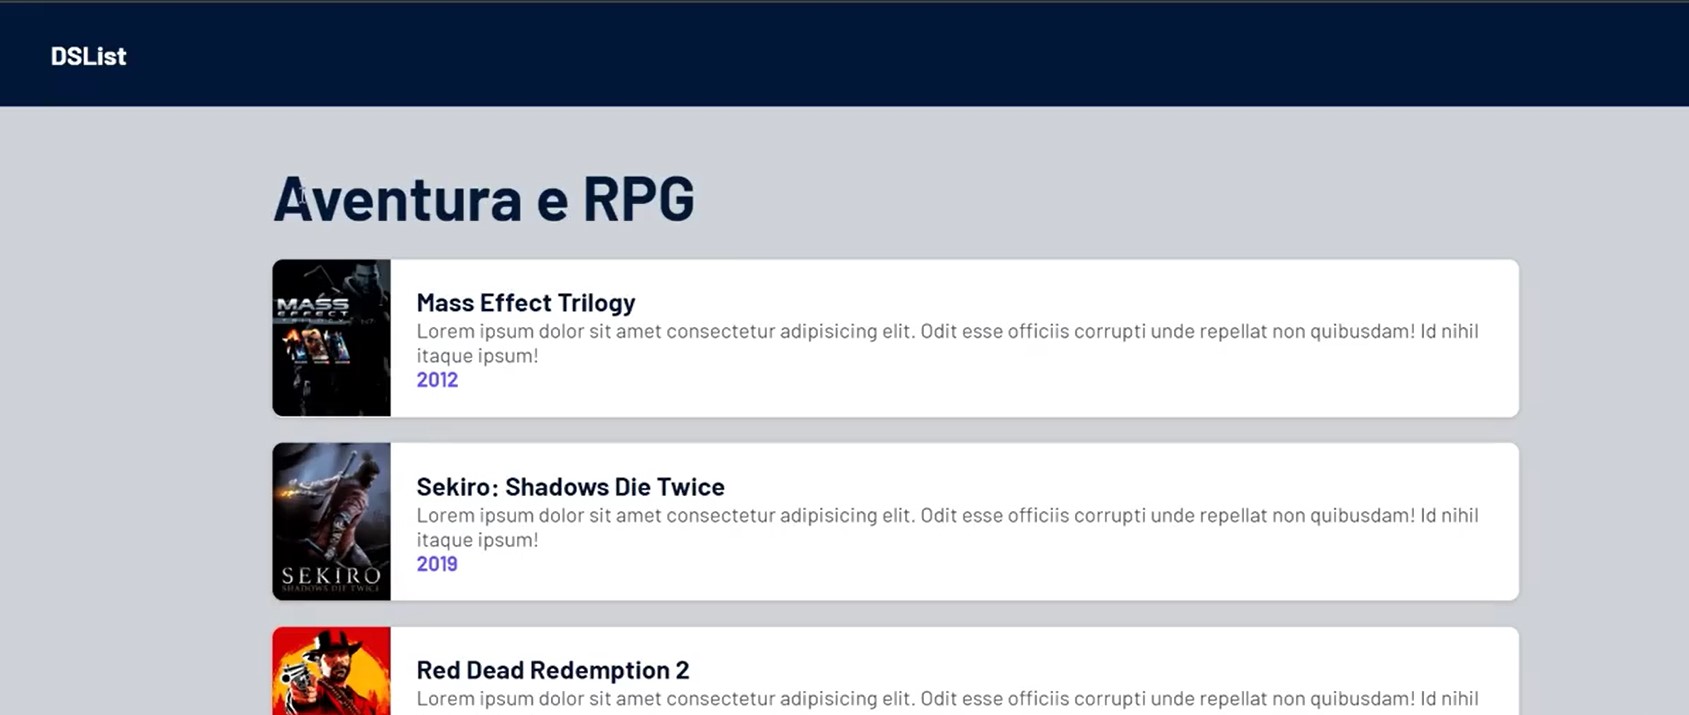 DSList
Aventura e RPG
MASS
EFFECT
Mass Effect Trilogy
Lorem ipsum dolor sit amet consectetur adipisicing elit. Odit esse officiis corrupti unde repellat non quibusdam! Id nihil
itaque ipsum!
2012
SEKIRO
SHADOWS DIE TWICE
Sekiro: Shadows Die Twice
Lorem ipsum dolor sit amet consectetur adipisicing elit. Odit esse officiis corrupti unde repellat non quibusdam! Id nihil
itaque ipsum!
2019
Red Dead Redemption 2
Lorem ipsum dolor sit amet consectetur adipisicing elit. Odit esse officiis corrupti unde repellat non quibusdam! Id nihil